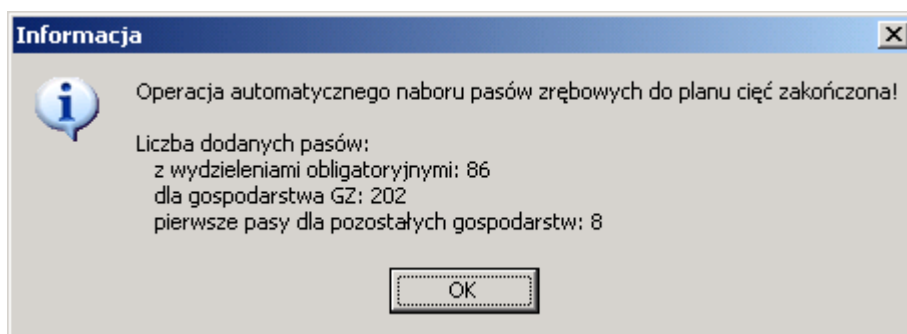 Informacja
Operacja automatycznego naboru pasów zrębowych do planu cięć zakończona!
Liczba dodanych pasów:
z wydzieleniami obligatoryjnymi: 86
dla gospodarstwa GZ: 202
pierwsze pasy dla pozostałych gospodarstw: 8
OK